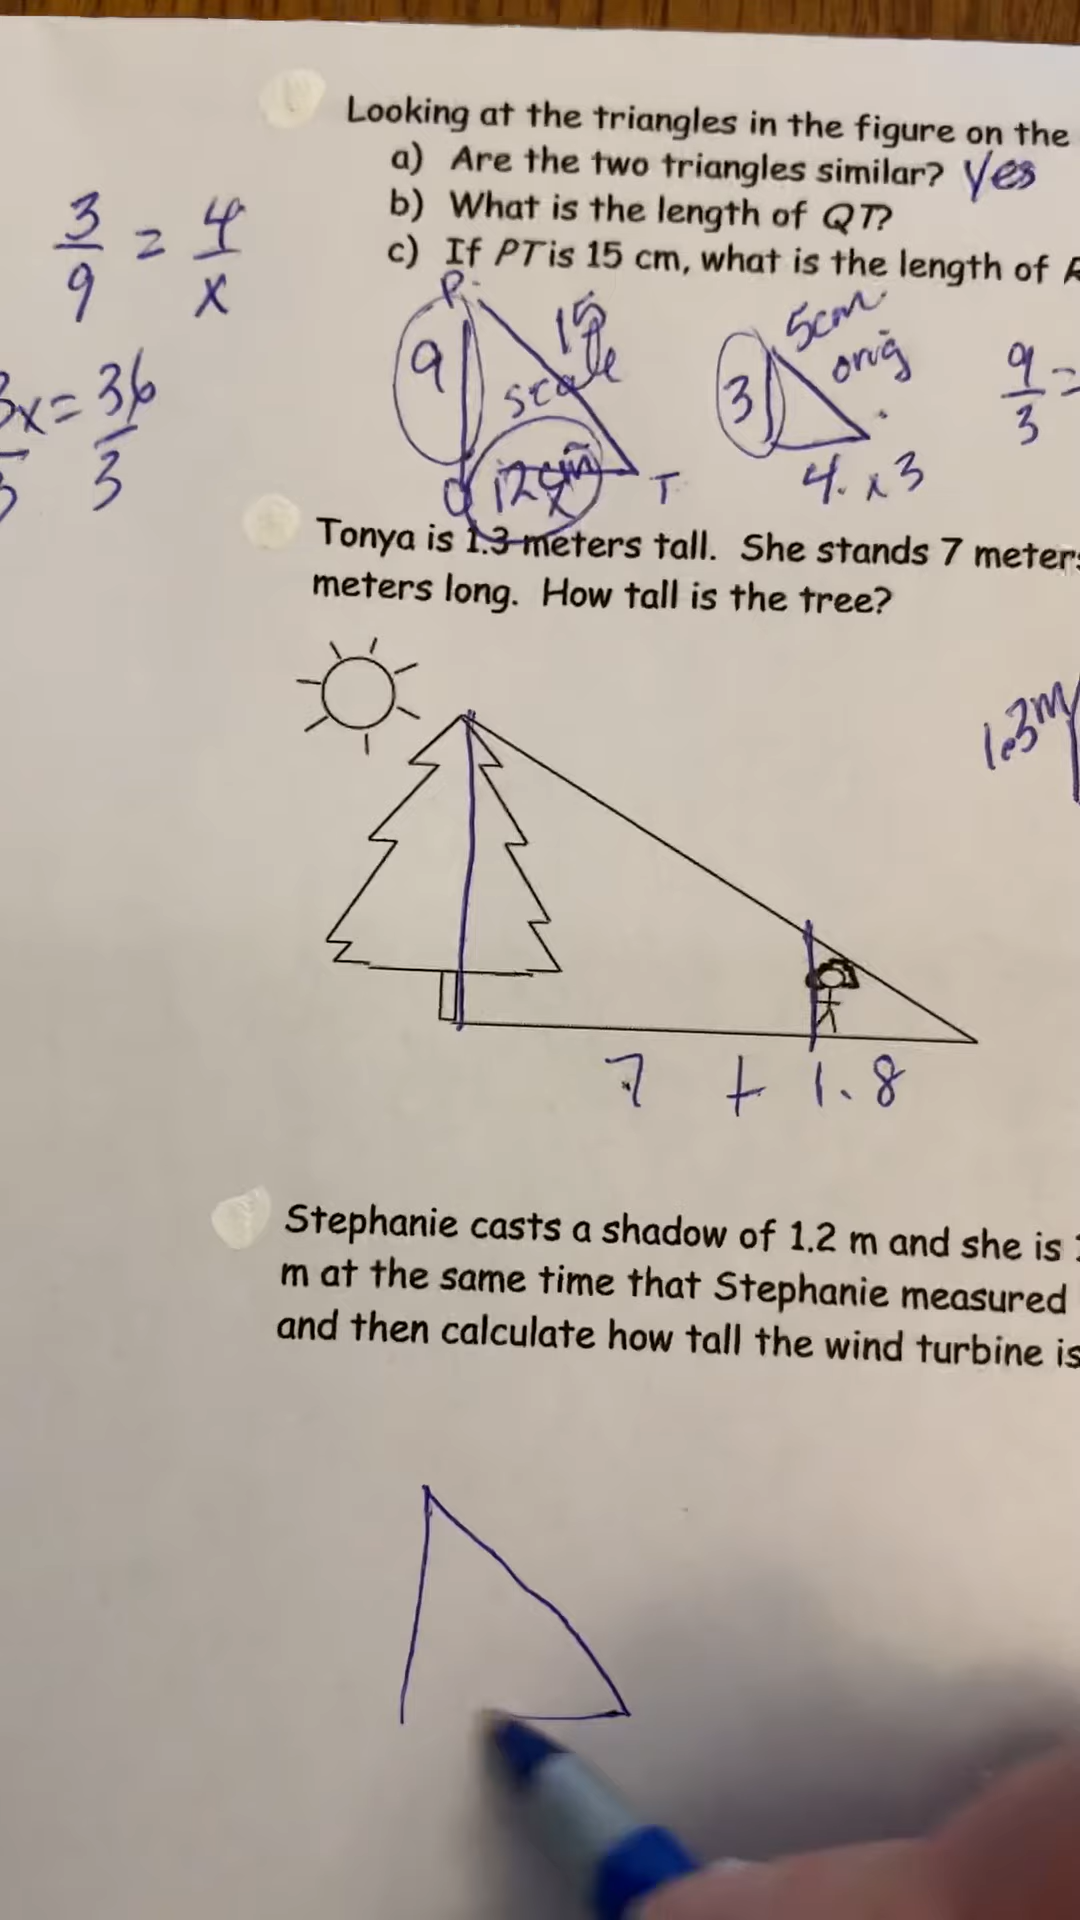 Looking at the triangles in the figure on the
a) Are the two triangles similar? Yes
b) What is the length of QT?
c) If PT is 15 cm, what is the length of
3/9 = 4/x
3x = 36
3
P
9
15
scale
12cm
x
T
3
5cm
orig
4. x 3
9/3 =
Tonya is 1.3 meters tall. She stands 7 meters
meters long. How tall is the tree?
1.3m
7 + 1.8
Stephanie casts a shadow of 1.2 m and she is
m at the same time that Stephanie measured
and then calculate how tall the wind turbine is